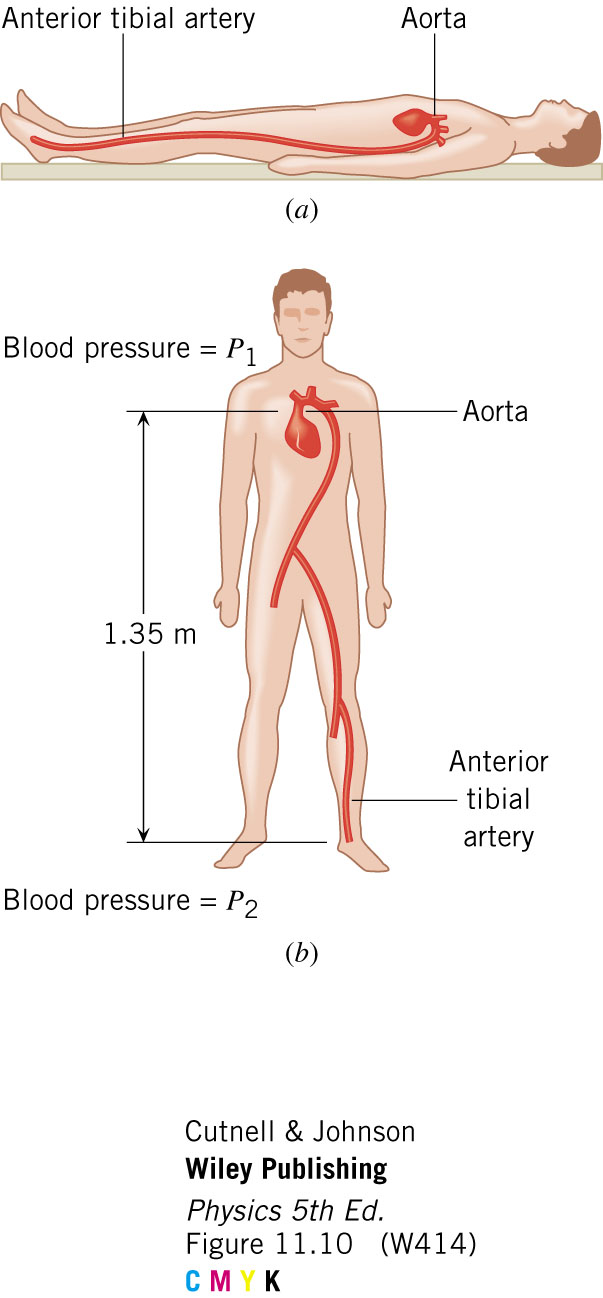 Anterior tibial artery Aorta
(a)
Blood pressure = P1
Aorta
1.35 m
Anterior
tibial
artery
Blood pressure = P2
(b)
Cutnell & Johnson
Wiley Publishing
Physics 5th Ed.
Figure 11.10 (W414)
C M Y K